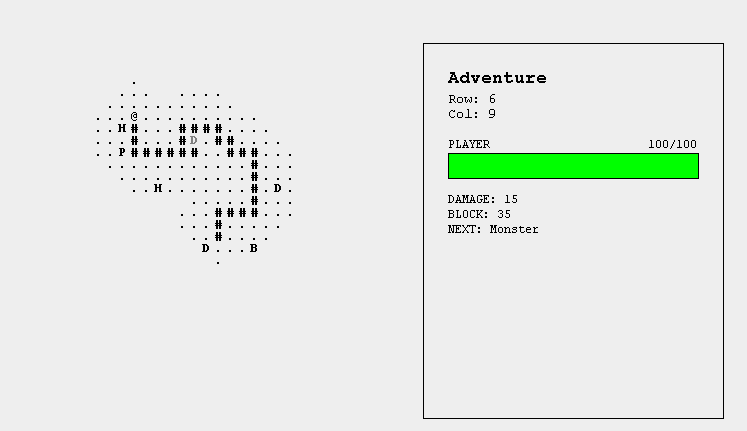 .
. . . . . . .
. . . . . . . . . . .
. . . @ . . . . . . . . . .
. . H # . . . # # # # . . . .
. . . # . . . # D . # # . . . .
. . P # # # # # # . . # # # . . .
. . . . . . . . . . . . # . . .
. . . . . . . . . . . # . . .
. . H . . . . . . . # . D .
. . . . . # . . .
. . . # # # # . . .
. . . # . . . . .
. . # . . . .
D . . . B
.
Adventure
Row: 6
Col: 9
PLAYER 100/100
DAMAGE: 15
BLOCK: 35
NEXT: Monster